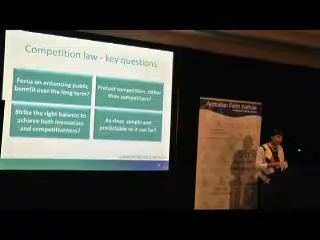 Competition law - key questions
Focus on enhancing public
benefit over the long term?
Protect competition, rather
than competitors?
Strike the right balance to
achieve both innovation
and competitiveness?
As clear, simple and
predictable as it can be?
Australian Farm Institute